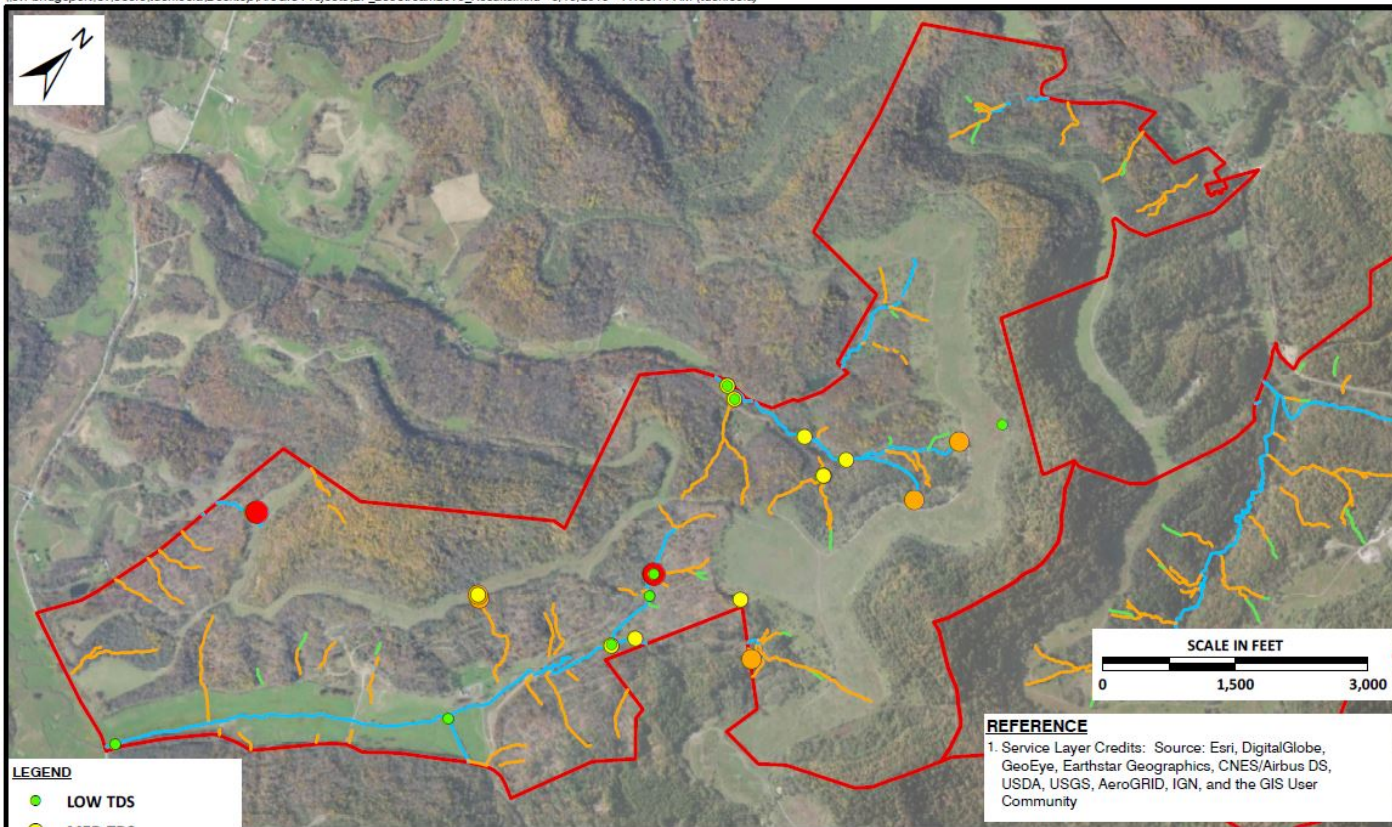 N
SCALE IN FEET
0 1,500 3,000
REFERENCE
1. Service Layer Credits: Source: Esri, DigitalGlobe,
GeoEye, Earthstar Geographics, CNES/Airbus DS,
USDA, USGS, AeroGRID, IGN, and the GIS User
Community
LEGEND
LOW TDS